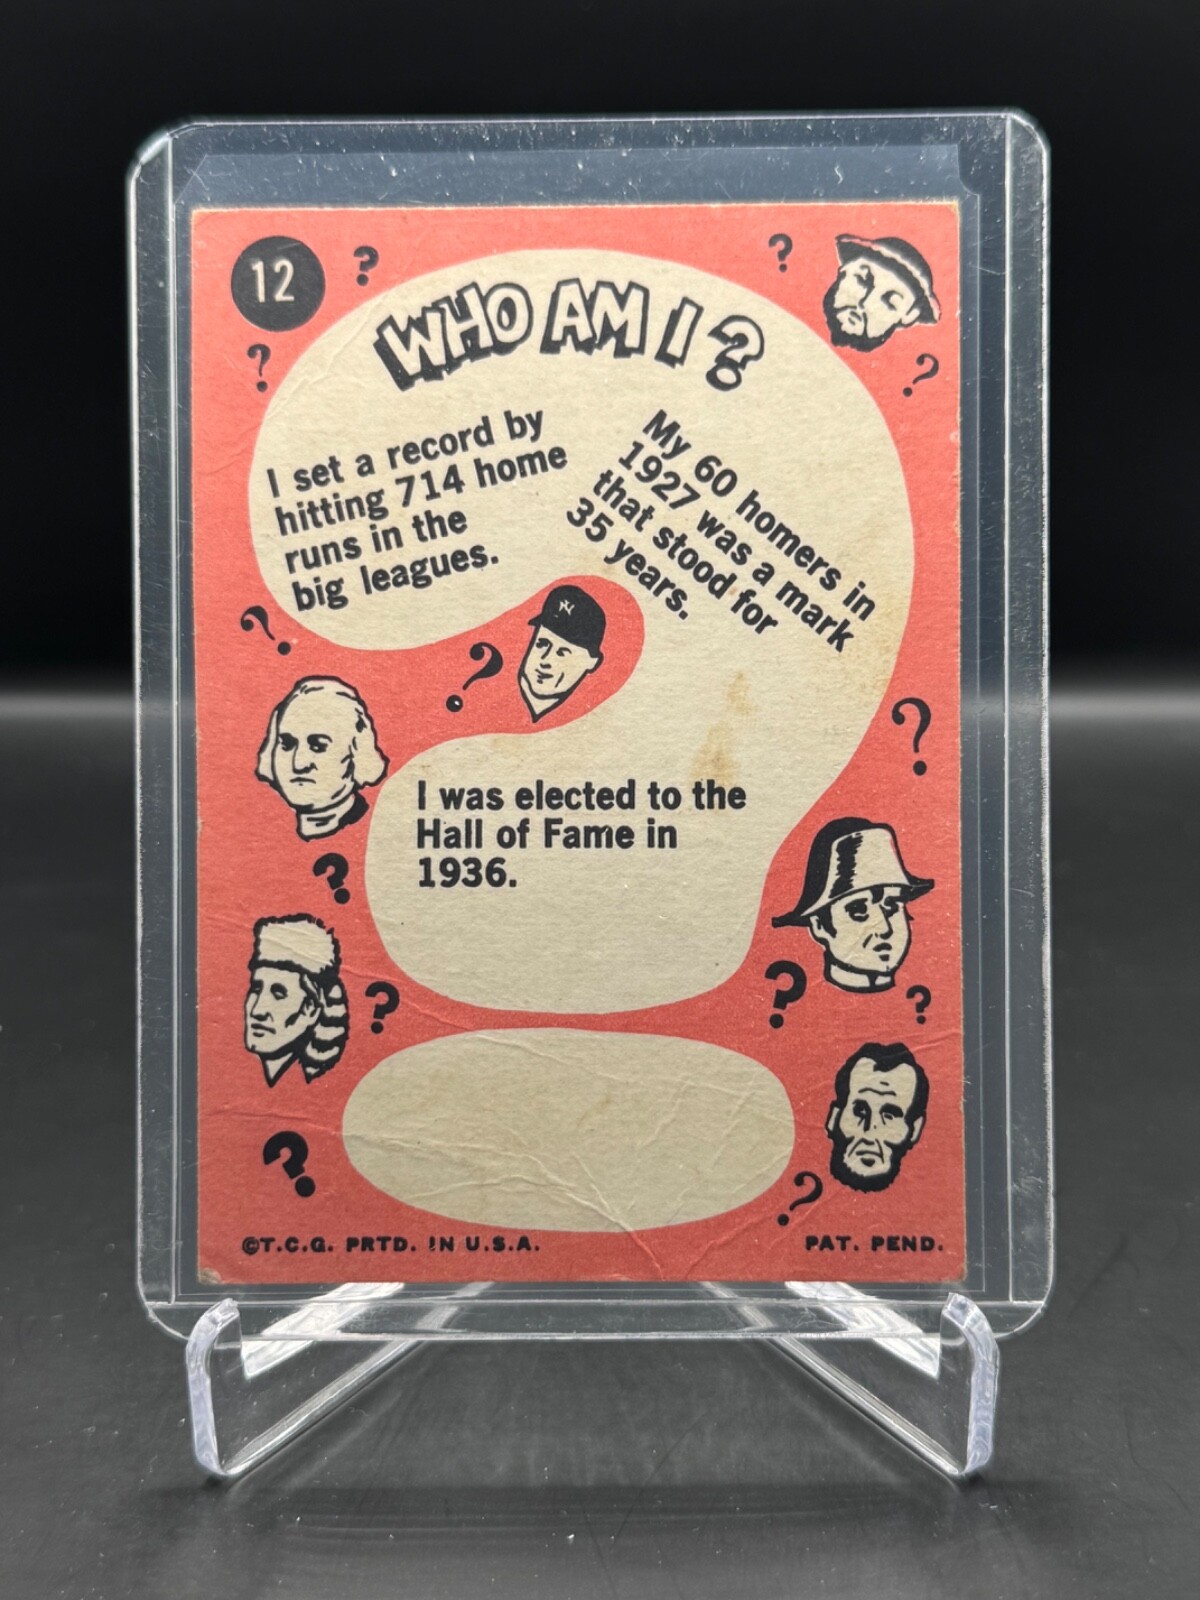 12
WHO AM I?
I set a record by
hitting 714 home
runs in the
big leagues.
My 60 homers in
1927 was a mark
that stood for
35 years.
NY
I was elected to the
Hall of Fame in
1936.
©T.C.G. PRTD. IN U.S.A.
PAT. PEND.